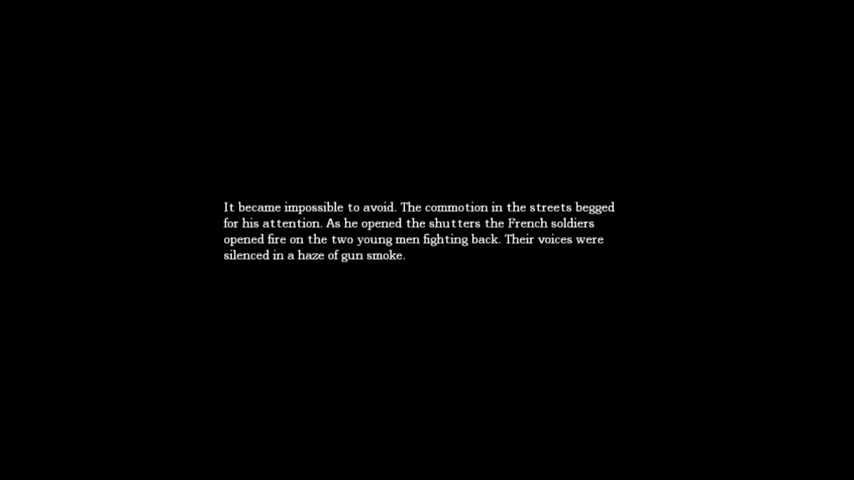 It became impossible to avoid. The commotion in the streets begged
for his attention. As he opened the shutters the French soldiers
opened fire on the two young men fighting back. Their voices were
silenced in a haze of gun smoke.